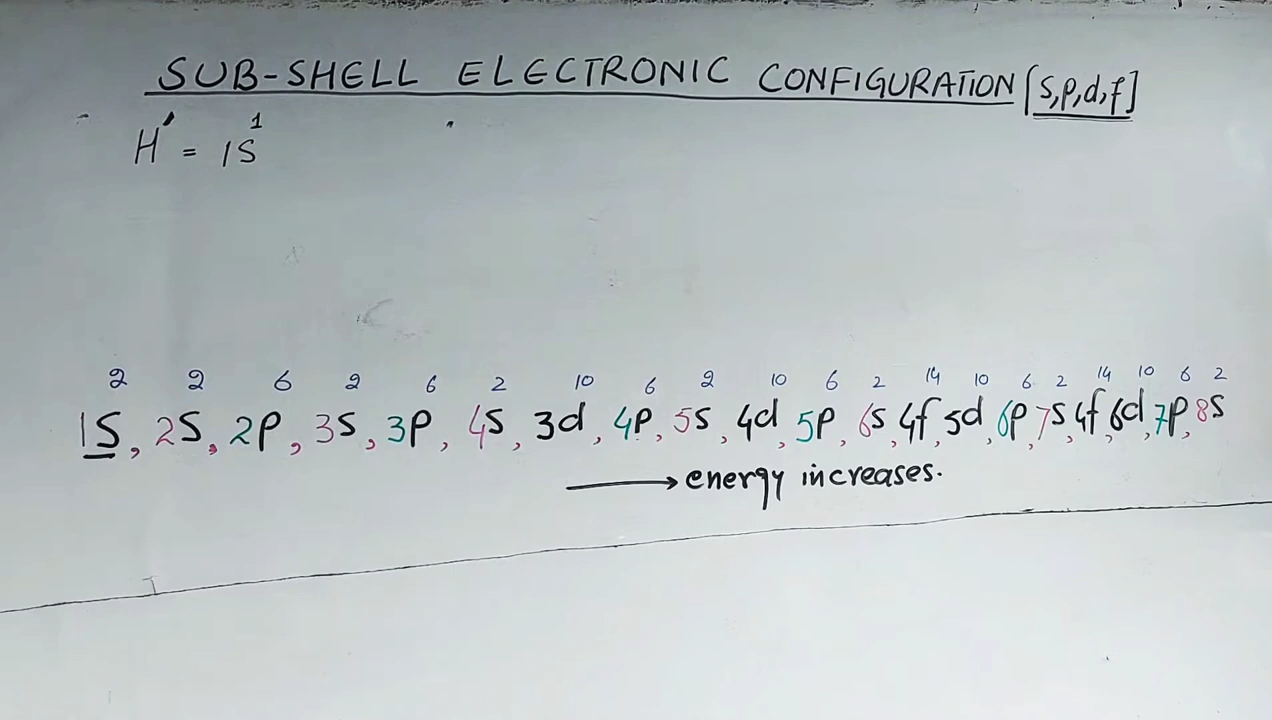 SUB-SHELL ELECTRONIC CONFIGURATION [s,p,d,f]
H' = 1s¹
2 2 6 2 6 2 10 6 2 10 6 2 14 10 6 2 14 10 6 2
1s, 2s, 2p, 3s, 3p, 4s, 3d, 4p, 5s, 4d, 5p, 6s, 4f, 5d, 6p, 7s, 4f, 6d, 7p, 8s
→ energy increases.